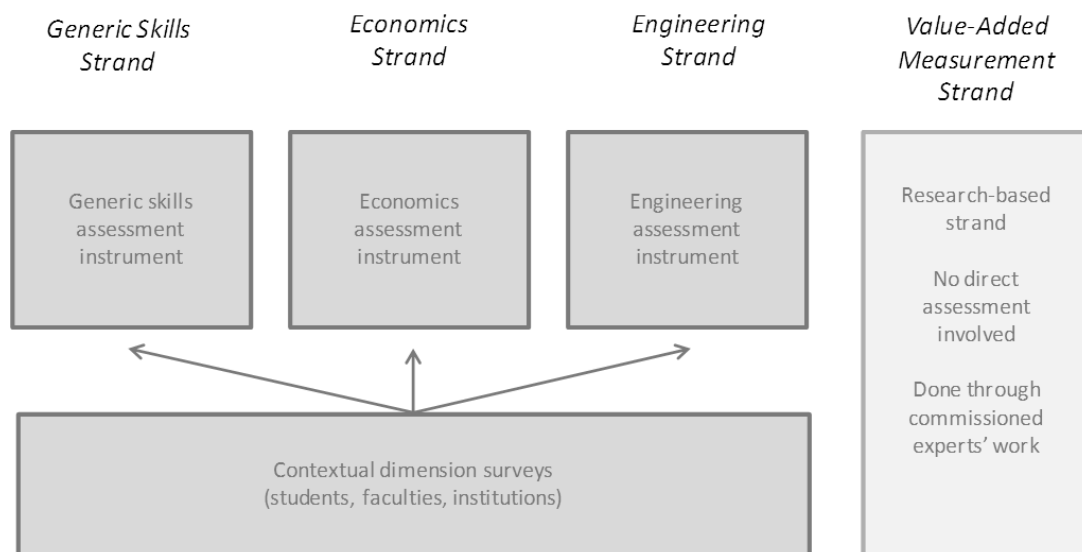 Generic Skills
Strand
Economics
Strand
Engineering
Strand
Value-Added
Measurement
Strand
Generic skills
assessment
instrument
Economics
assessment
instrument
Engineering
assessment
instrument
Research-based
strand
No direct
assessment
involved
Done through
commissioned
experts’ work
Contextual dimension surveys
(students, faculties, institutions)